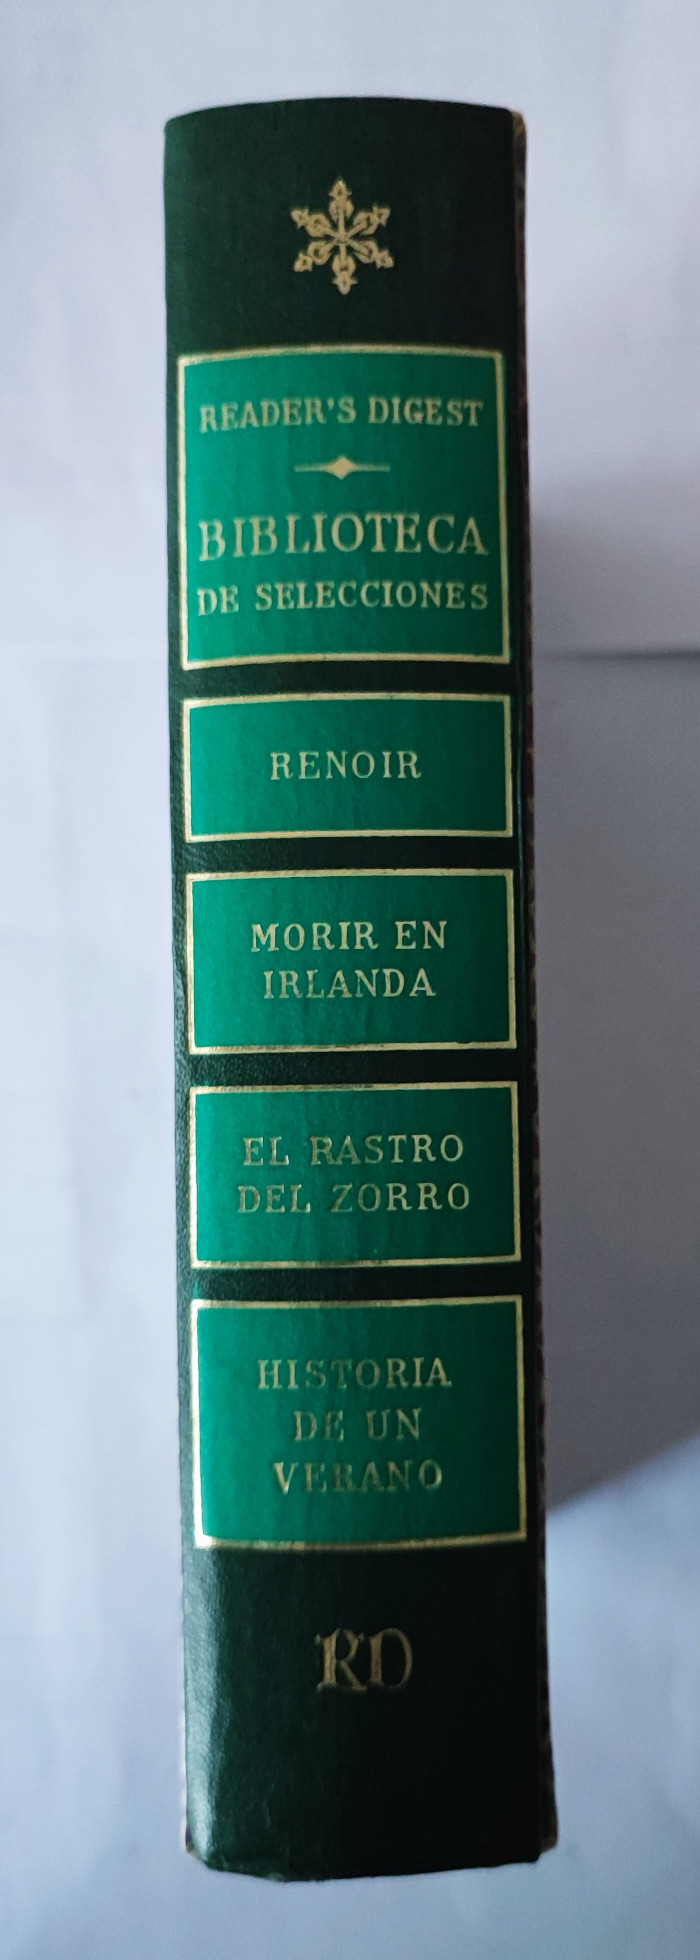 READER'S DIGEST
BIBLIOTECA
DE SELECCIONES
RENOIR
MORIR EN
IRLANDA
EL RASTRO
DEL ZORRO
HISTORIA
DE UN
VERANO
RD